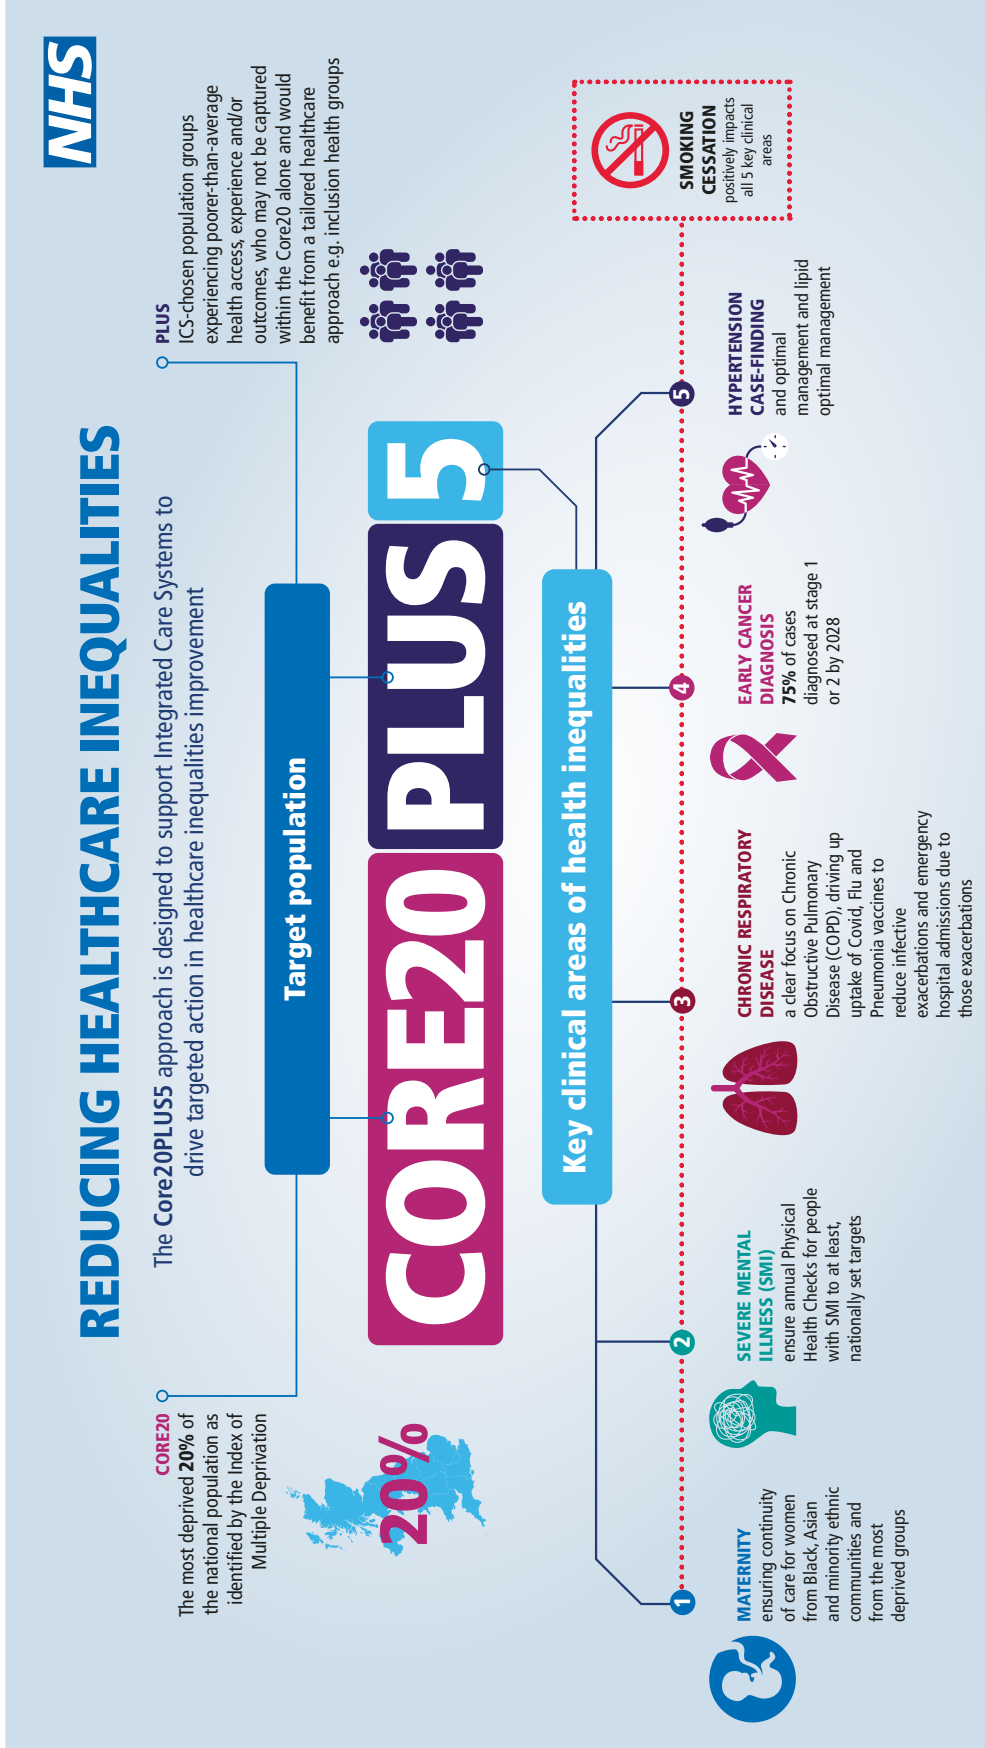 NHS
REDUCING HEALTHCARE INEQUALITIES
The Core20PLUS5 approach is designed to support Integrated Care Systems to
drive targeted action in healthcare inequalities improvement
CORE20
The most deprived 20% of
the national population as
identified by the Index of
Multiple Deprivation
20%
Target population
PLUS
ICS-chosen population groups
experiencing poorer-than-average
health access, experience and/or
outcomes, who may not be captured
within the Core20 alone and would
benefit from a tailored healthcare
approach e.g. inclusion health groups
CORE20 PLUS 5
Key clinical areas of health inequalities
1
MATERNITY
ensuring continuity
of care for women
from Black, Asian
and minority ethnic
communities and
from the most
deprived groups
2
SEVERE MENTAL
ILLNESS (SMI)
ensure annual Physical
Health Checks for people
with SMI to at least,
nationally set targets
3
CHRONIC RESPIRATORY
DISEASE
a clear focus on Chronic
Obstructive Pulmonary
Disease (COPD), driving up
uptake of Covid, Flu and
Pneumonia vaccines to
reduce infective
exacerbations and emergency
hospital admissions due to
those exacerbations
4
EARLY CANCER
DIAGNOSIS
75% of cases
diagnosed at stage 1
or 2 by 2028
5
HYPERTENSION
CASE-FINDING
and optimal
management and lipid
optimal management
SMOKING
CESSATION
positively impacts
all 5 key clinical
areas